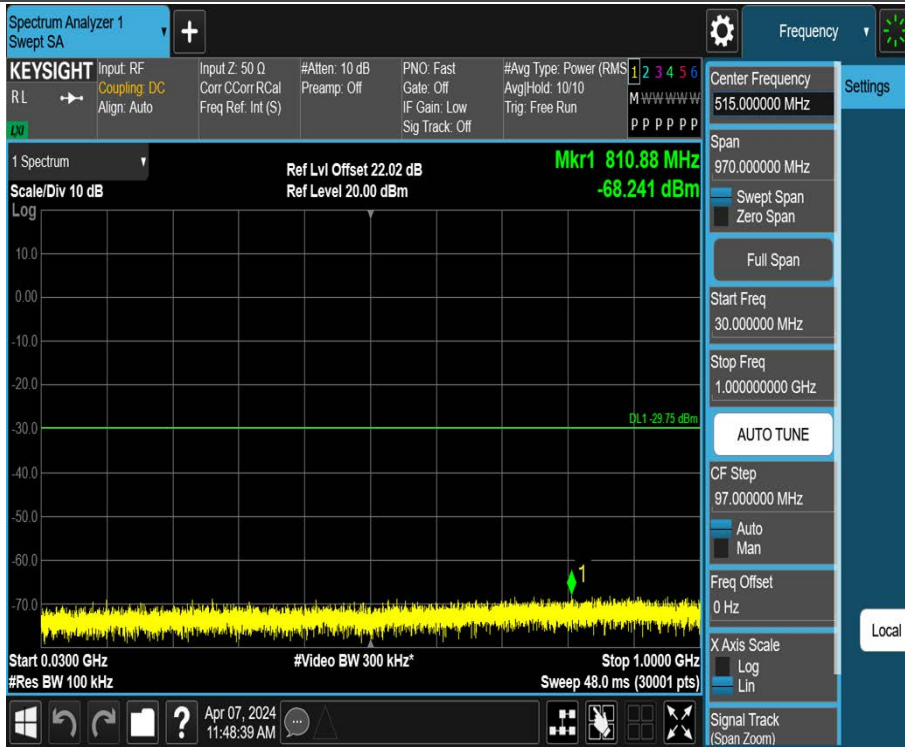 Spectrum Analyzer 1
Swept SA
+
Frequency
KEYSIGHT
RL
LXI
Input: RF
Coupling: DC
Align: Auto
Input Z: 50 Ω
Corr CCorr RCal
Freq Ref: Int (S)
#Atten: 10 dB
Preamp: Off
PNO: Fast
Gate: Off
IF Gain: Low
Sig Track: Off
#Avg Type: Power (RMS
Avg|Hold: 10/10
Trig: Free Run
1 2 3 4 5 6
M W W W W W
P P P P P P
1 Spectrum
Scale/Div 10 dB
Log
Ref Lvl Offset 22.02 dB
Ref Level 20.00 dBm
Mkr1 810.88 MHz
-68.241 dBm
10.0
0.00
-10.0
-20.0
-30.0
-40.0
-50.0
-60.0
-70.0
DL1 -29.75 dBm
1
Start 0.0300 GHz
#Res BW 100 kHz
#Video BW 300 kHz*
Stop 1.0000 GHz
Sweep 48.0 ms (30001 pts)
Center Frequency
515.000000 MHz
Span
970.000000 MHz
Swept Span
Zero Span
Full Span
Start Freq
30.000000 MHz
Stop Freq
1.000000000 GHz
AUTO TUNE
CF Step
97.000000 MHz
Auto
Man
Freq Offset
0 Hz
X Axis Scale
Log
Lin
Signal Track
(Span Zoom)
Settings
Local
?
Apr 07, 2024
11:48:39 AM